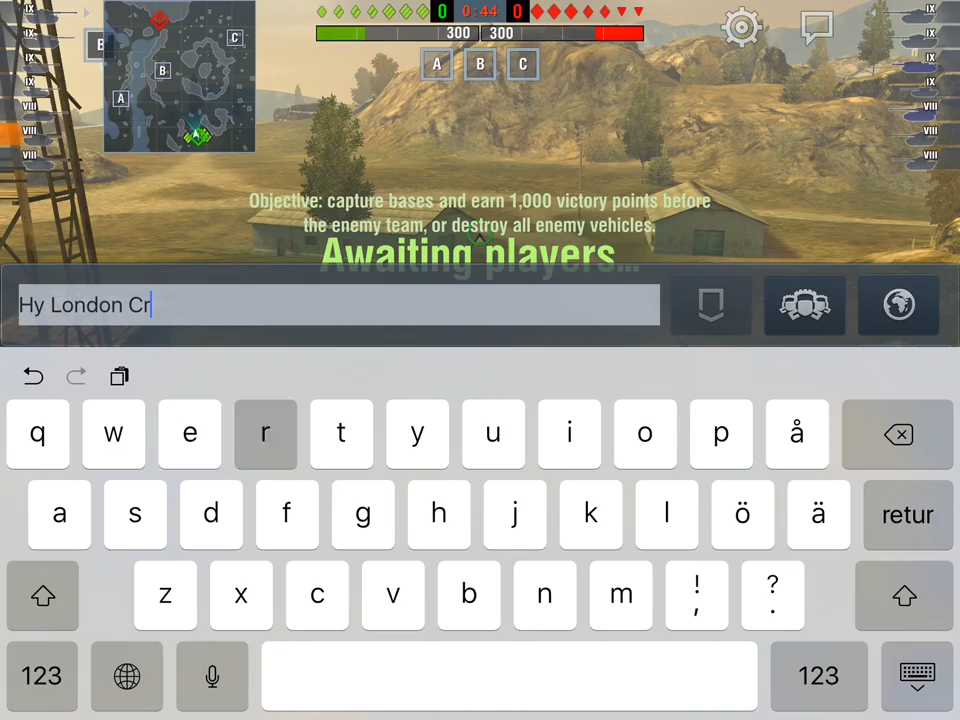 IX
IX
IX
IX
VIII
VIII
VIII
B
C
B
A
0 0:44 0
300 300
A B C
IX
IX
IX
IX
VIII
VIII
VIII
Objective: capture bases and earn 1,000 victory points before
the enemy team, or destroy all enemy vehicles.
Awaiting players...
Hy London Cr
q w e r t y u i o p å
a s d f g h j k l ö ä retur
z x c v b n m ! , ? .
123 123